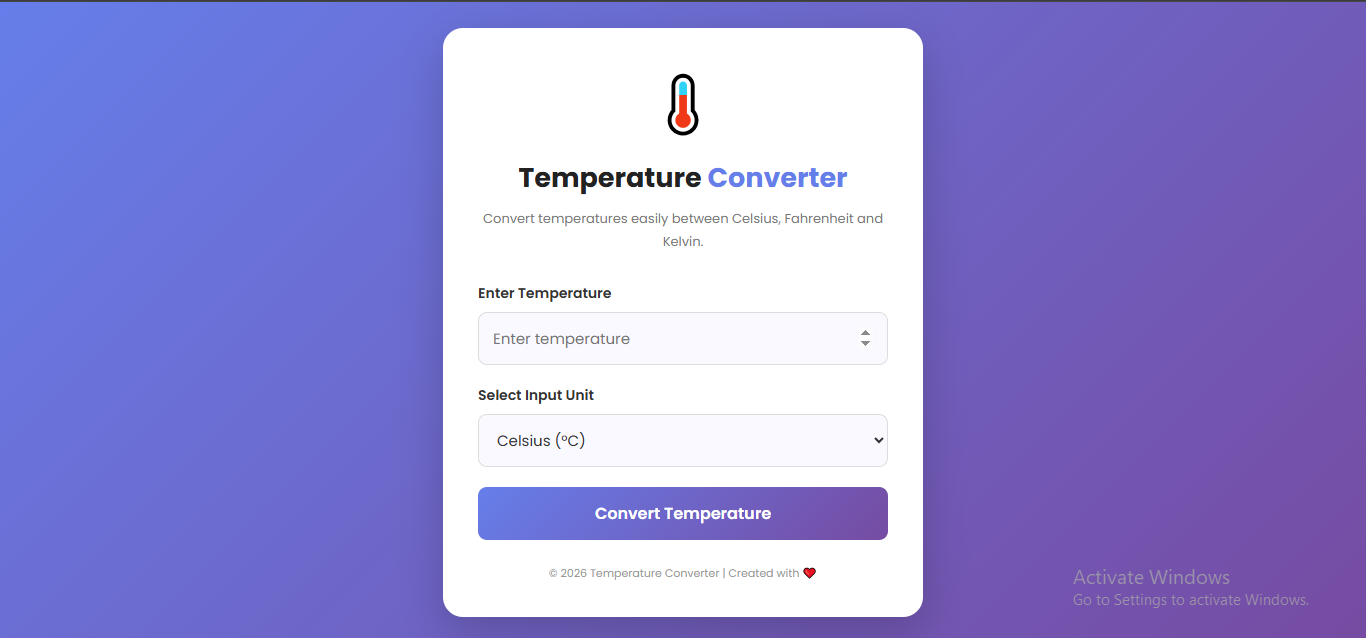 Temperature Converter
Convert temperatures easily between Celsius, Fahrenheit and
Kelvin.
Enter Temperature
Enter temperature
Select Input Unit
Celsius (°C)
Convert Temperature
© 2026 Temperature Converter | Created with ❤️
Activate Windows
Go to Settings to activate Windows.